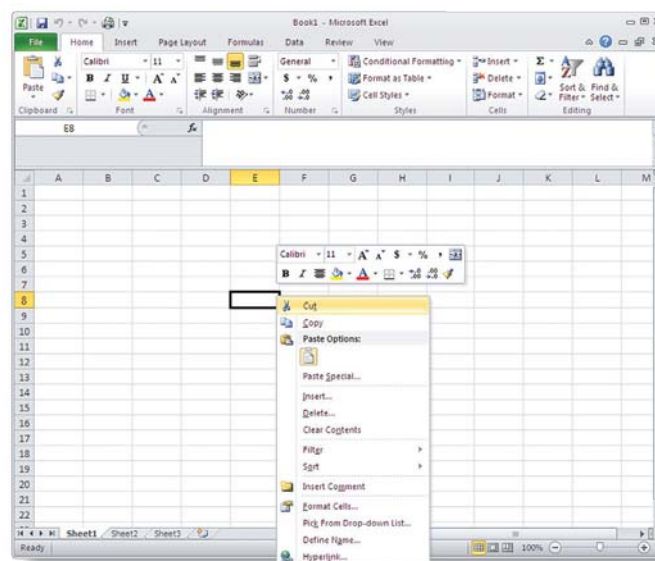 Book1 - Microsoft Excel
File Home Insert Page Layout Formulas Data Review View
Calibri 11 General Conditional Formatting Insert Σ
Paste B I U A A $ % , Format as Table Delete Sort & Find &
Cell Styles Format Filter Select
Clipboard Font Alignment Number Styles Cells Editing
E8 fx
A B C D E F G H I J K L M
1
2
3
4
5
6
7
8
9
10
11
12
13
14
15
16
17
18
19
20
21
22
Calibri 11 A A $ % ,
B I A
Cut
Copy
Paste Options:
Paste Special...
Insert...
Delete...
Clear Contents
Filter
Sort
Insert Comment
Format Cells...
Pick From Drop-down List...
Define Name...
Hyperlink...
Sheet1 Sheet2 Sheet3
Ready 100%